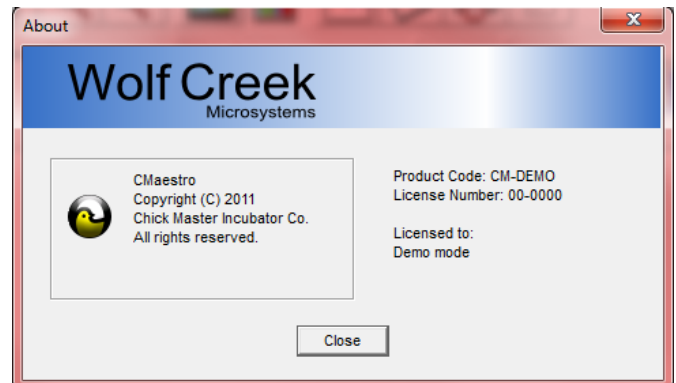 About
Wolf Creek
Microsystems
CMaestro
Copyright (C) 2011
Chick Master Incubator Co.
All rights reserved.
Product Code: CM-DEMO
License Number: 00-0000
Licensed to:
Demo mode
Close